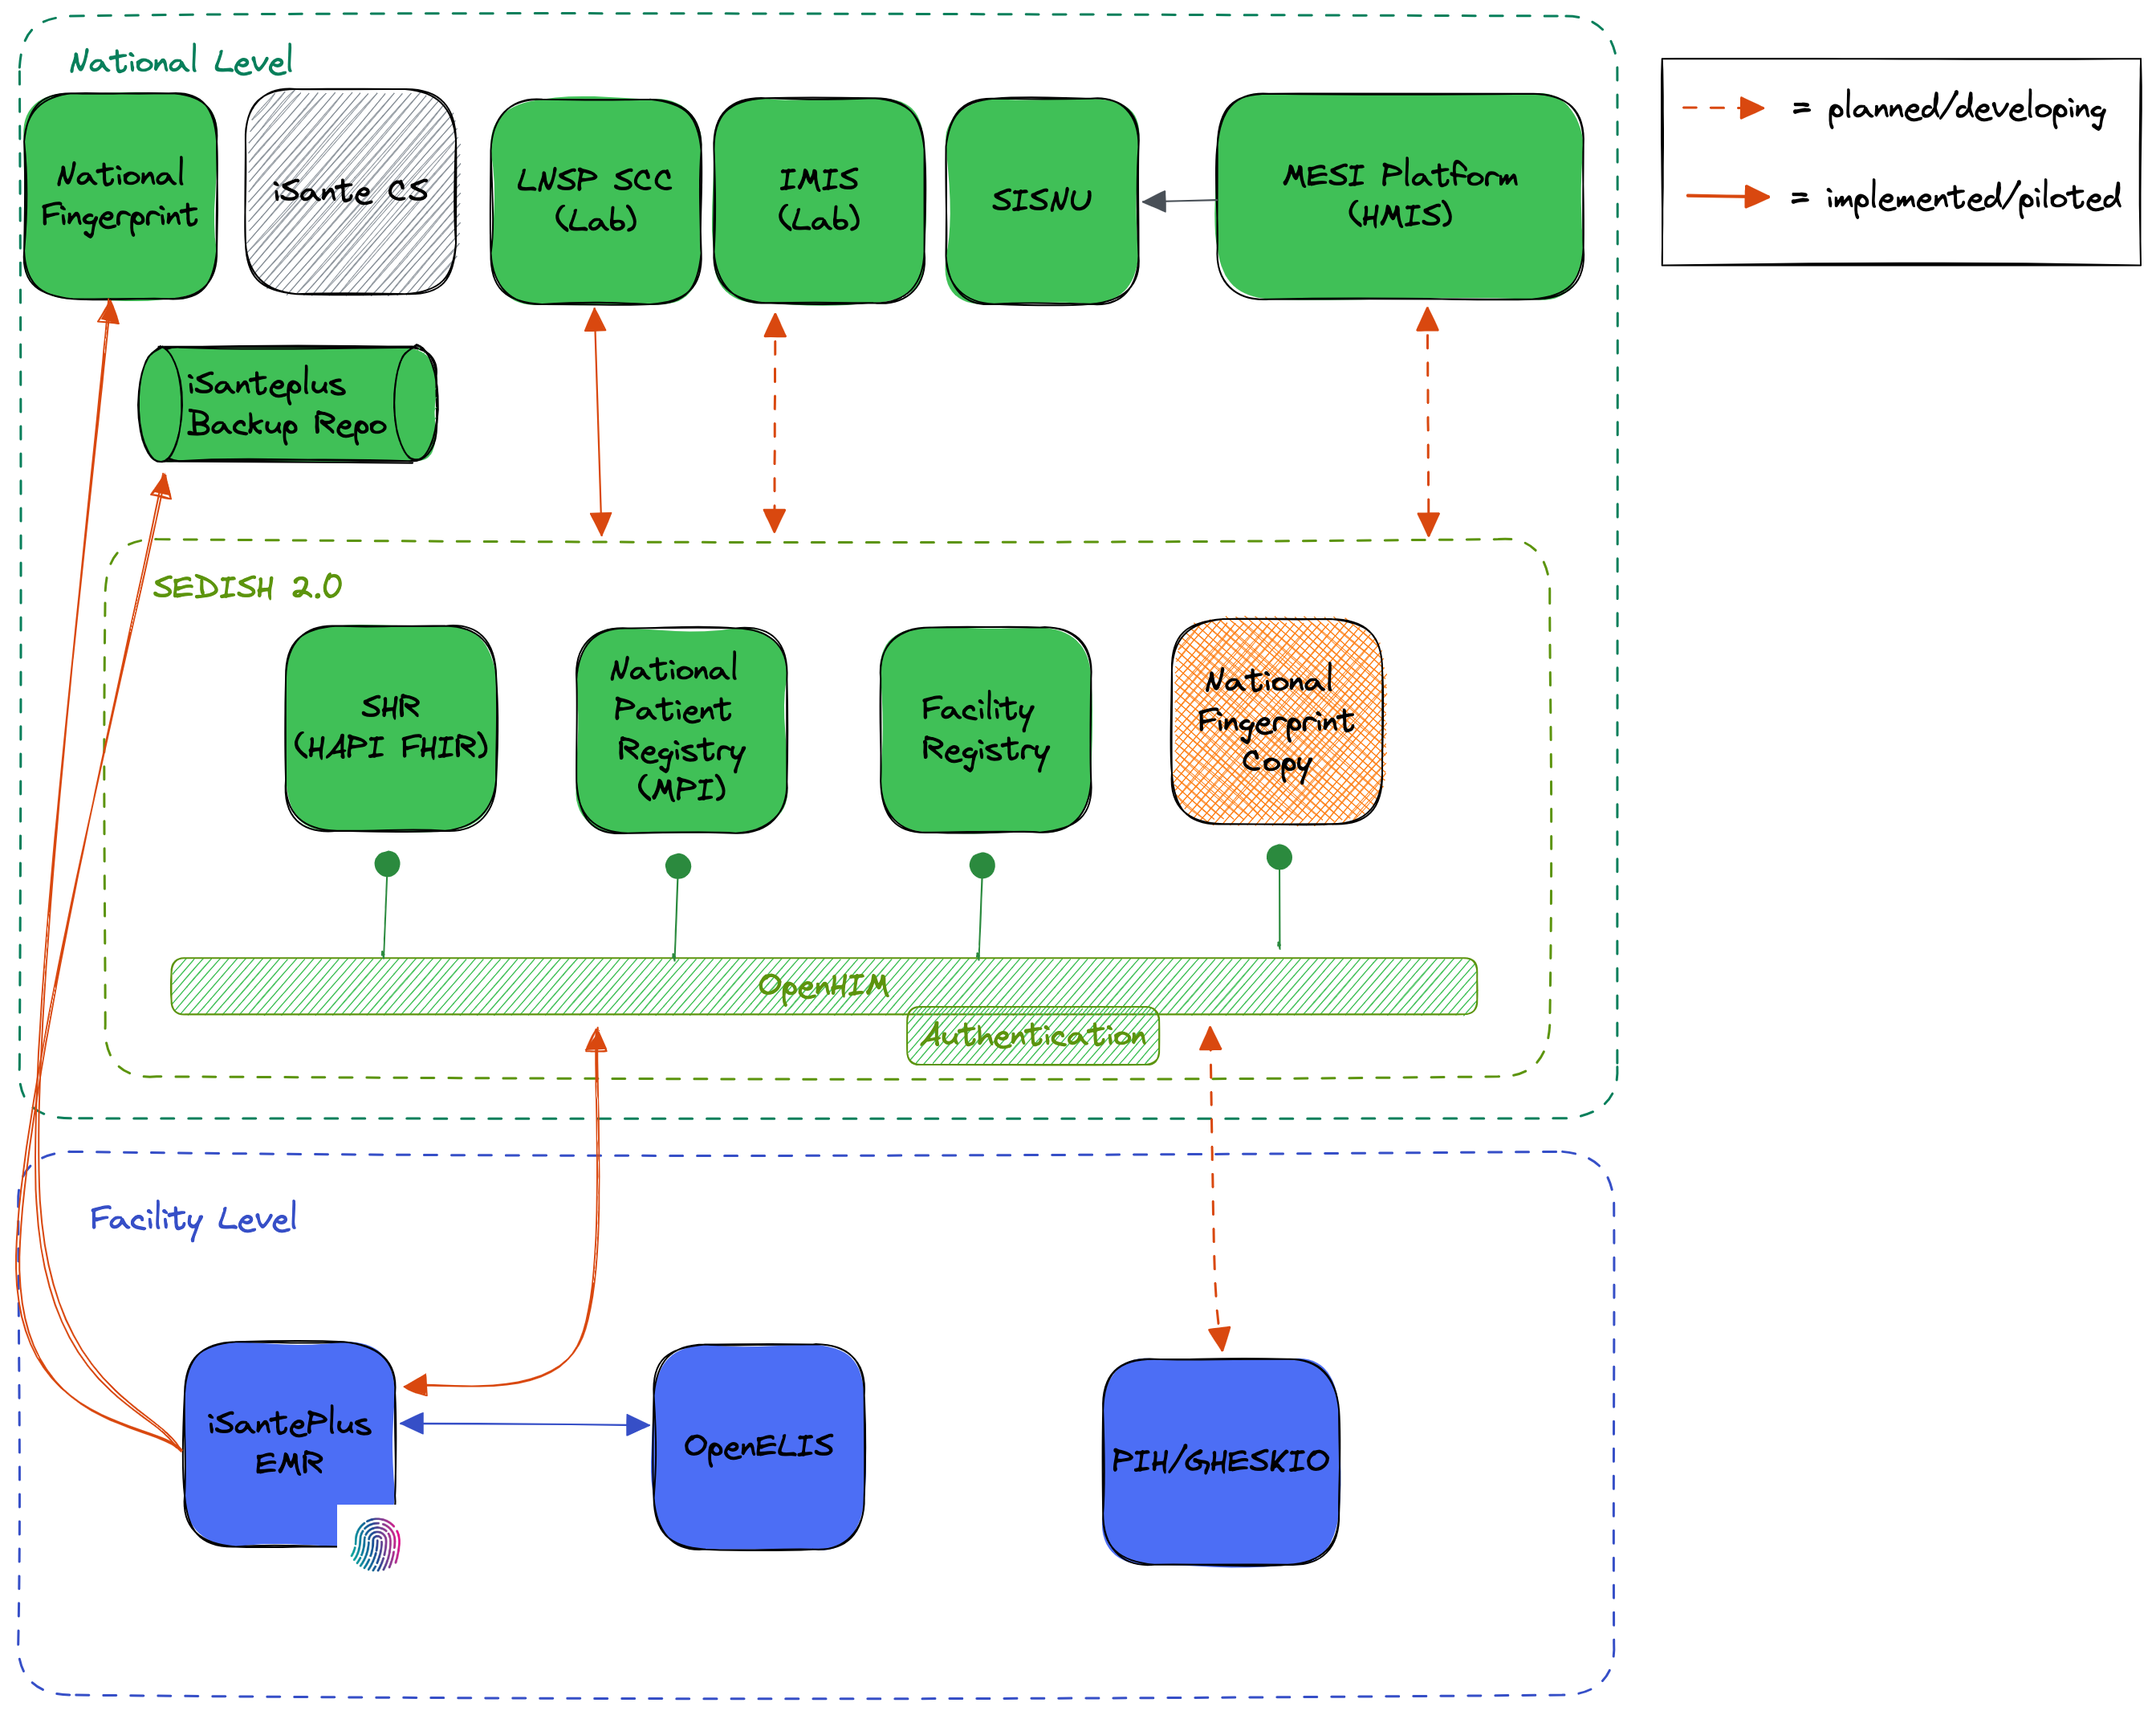 National Level
National
Fingerprint
iSante CS
LNSP SCC
(Lab)
IMIS
(Lab)
SISNU
MESI Platform
(HMIS)
= planned/developing
= implemented/piloted
iSanteplus
Backup Repo
SEDISH 2.0
SHR
(HAPI FHIR)
National
Patient
Registry
(MPI)
Facility
Registry
National
Fingerprint
Copy
OpenHIM
Authentication
Facility Level
iSantePlus
EMR
OpenELIS
PIH/GHESKIO